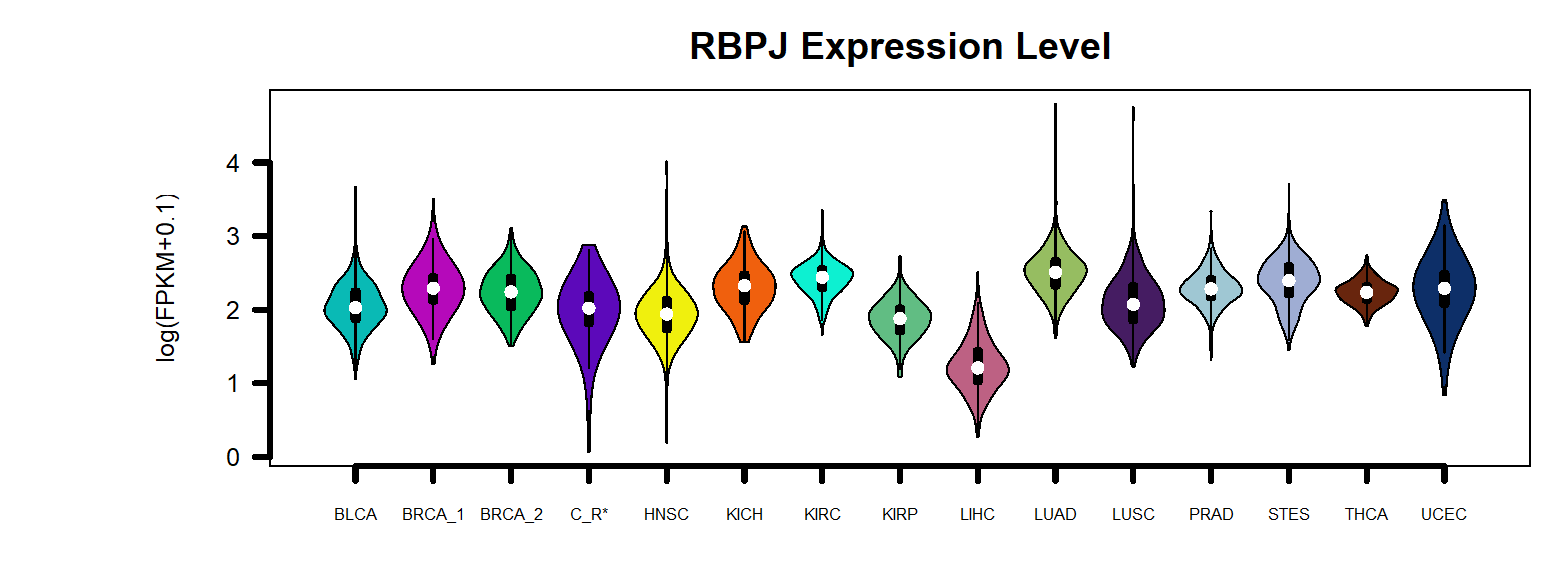 RBPJ Expression Level
log(FPKM+0.1)
4
3
2
1
0
BLCA BRCA_1 BRCA_2 C_R* HNSC KICH KIRC KIRP LIHC LUAD LUSC PRAD STES THCA UCEC